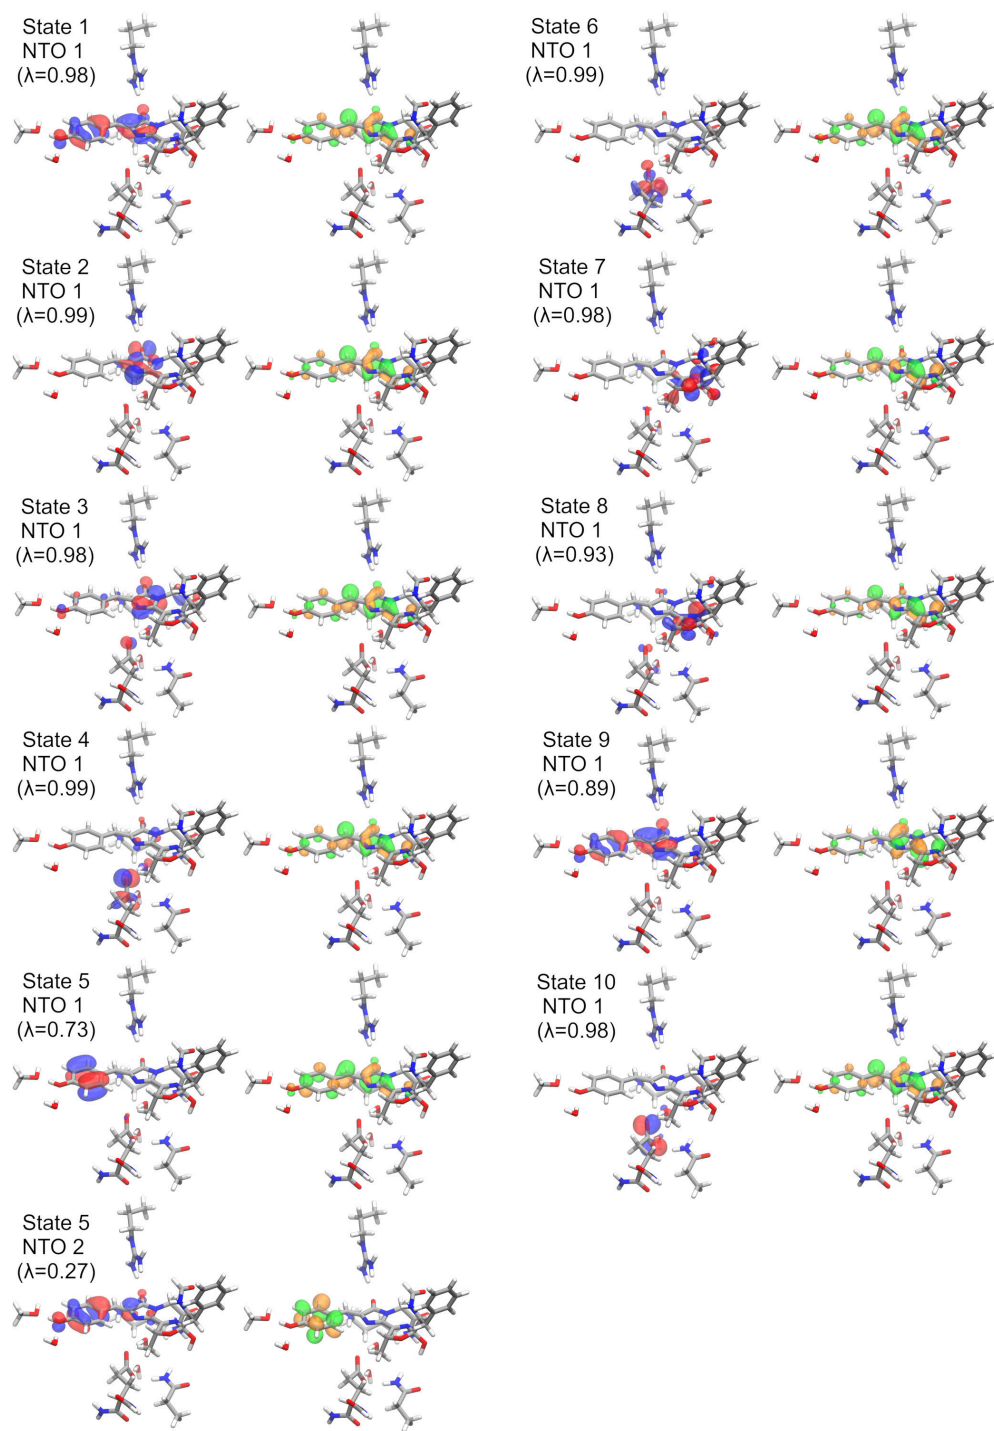 State 1
NTO 1
(λ=0.98)
State 2
NTO 1
(λ=0.99)
State 3
NTO 1
(λ=0.98)
State 4
NTO 1
(λ=0.99)
State 5
NTO 1
(λ=0.73)
State 5
NTO 2
(λ=0.27)
State 6
NTO 1
(λ=0.99)
State 7
NTO 1
(λ=0.98)
State 8
NTO 1
(λ=0.93)
State 9
NTO 1
(λ=0.89)
State 10
NTO 1
(λ=0.98)